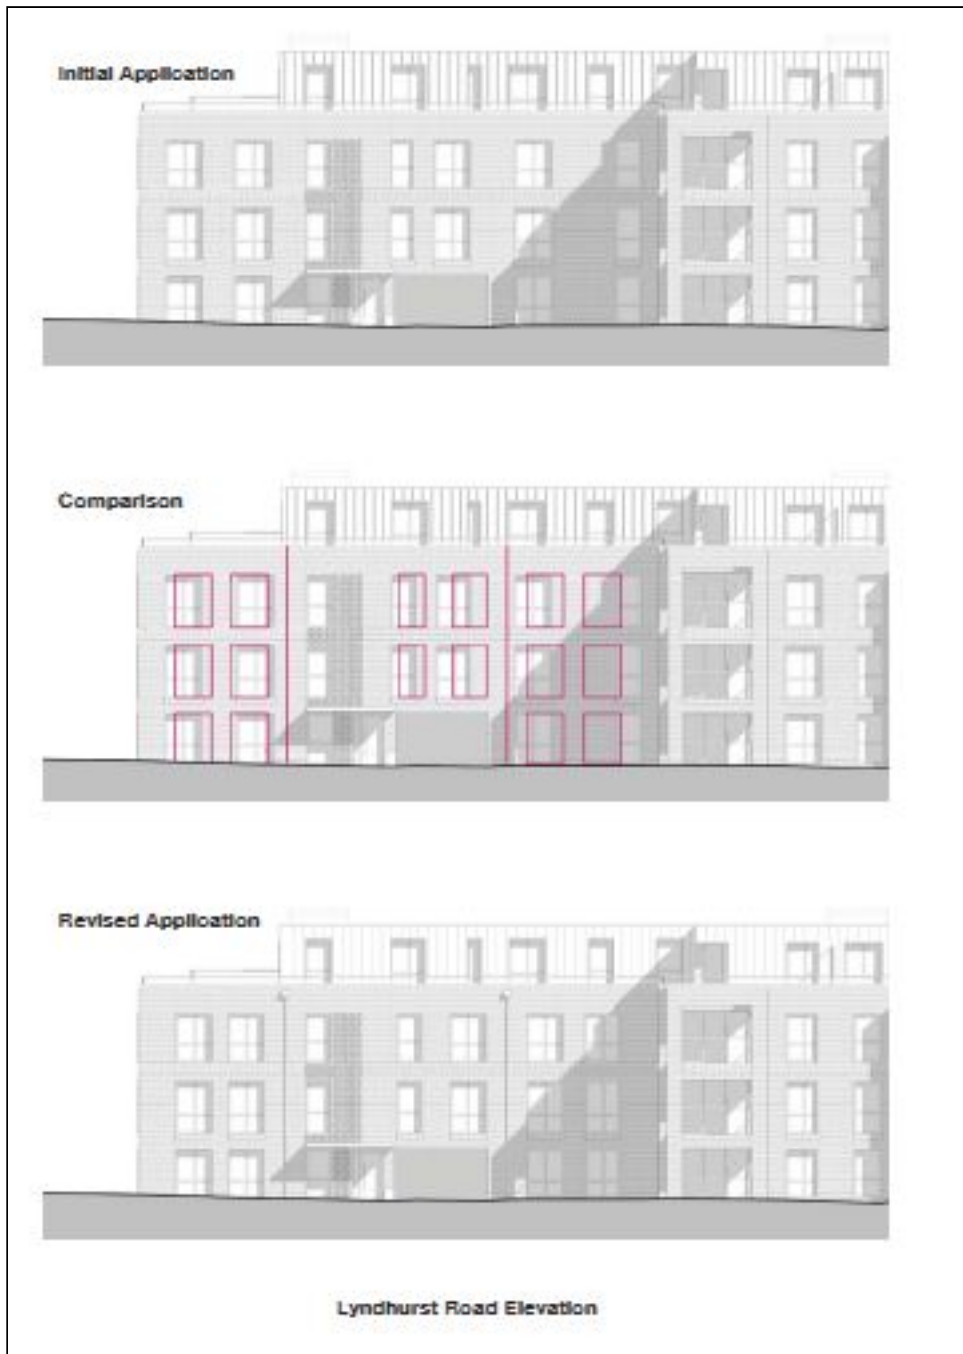 Initial Application
Comparison
Revised Application
Lyndhurst Road Elevation